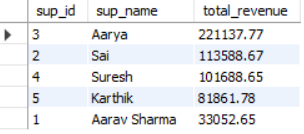 sup_id sup_name total_revenue
3 Aarya 221137.77
2 Sai 113588.67
4 Suresh 101688.65
5 Karthik 81861.78
1 Aarav Sharma 33052.65